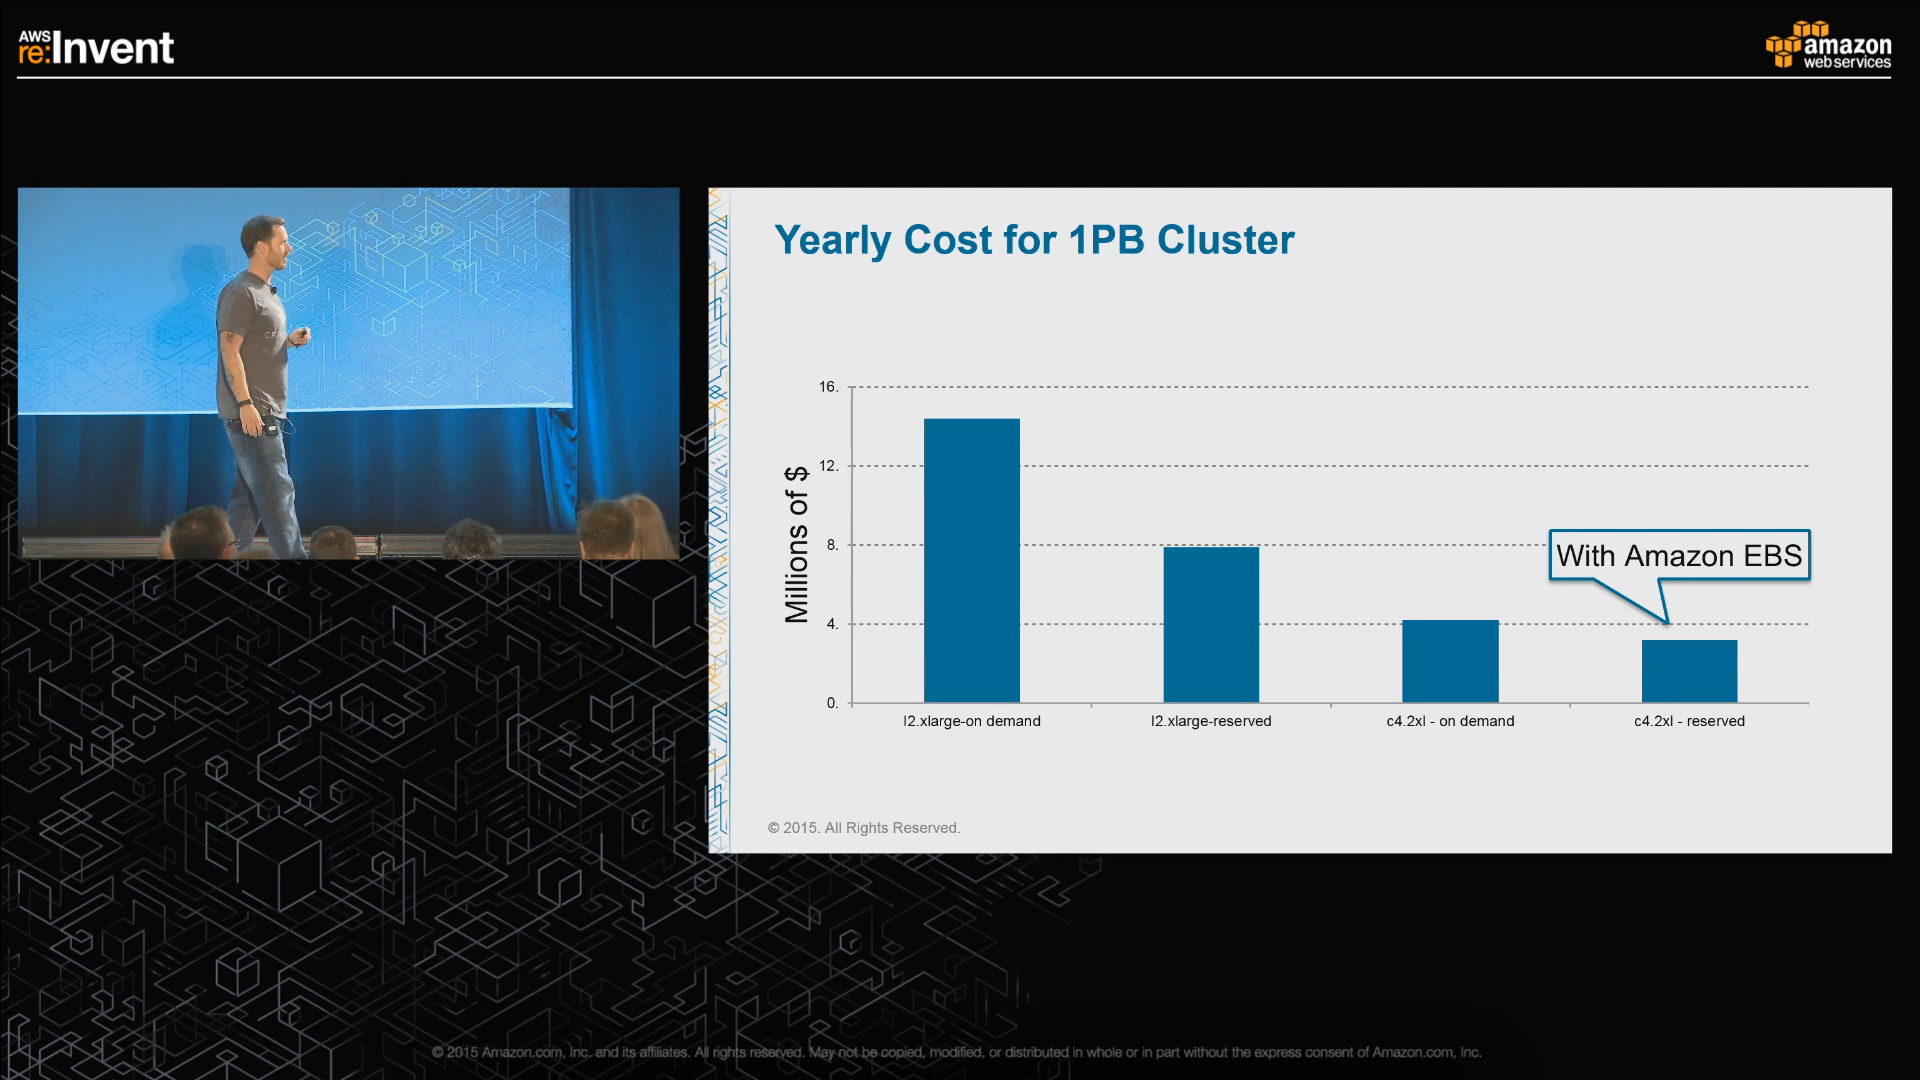 AWS
re:Invent
amazon
web services
Yearly Cost for 1PB Cluster
Millions of $
16.
12.
8.
4.
0.
With Amazon EBS
I2.xlarge-on demand
I2.xlarge-reserved
c4.2xl - on demand
c4.2xl - reserved
© 2015. All Rights Reserved.
© 2015 Amazon.com, Inc. and its affiliates. All rights reserved. May not be copied, modified, or distributed in whole or in part without the express consent of Amazon.com, Inc.